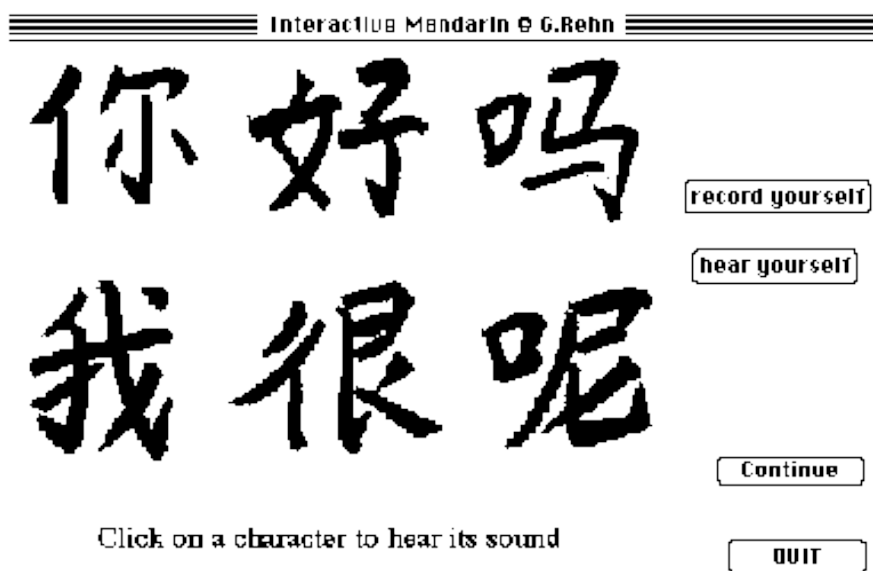 Interactive Mandarin © G.Rehn
你好吗
record yourself
hear yourself
我很呢
Continue
Click on a character to hear its sound
QUIT